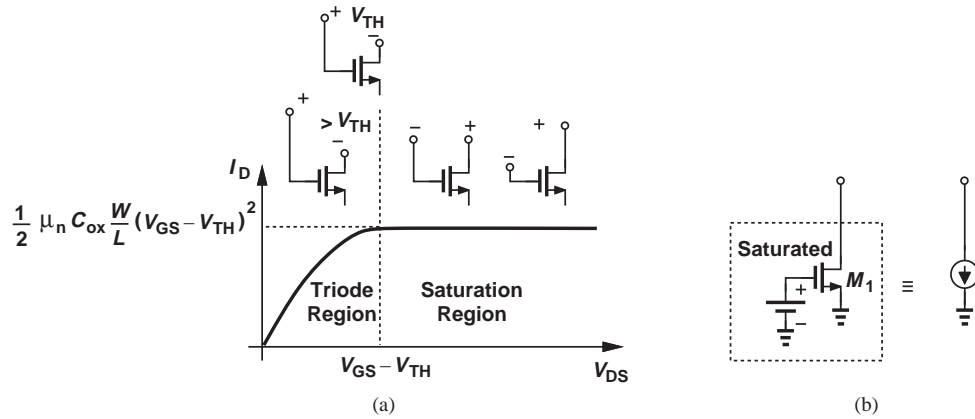 + V_TH −
+ > V_TH −
− +
+ −
I_D
1/2 μ_n C_ox W/L (V_GS − V_TH)^2
Triode Region
Saturation Region
V_GS − V_TH
V_DS
(a)
Saturated
+
M_1
−
≡
(b)